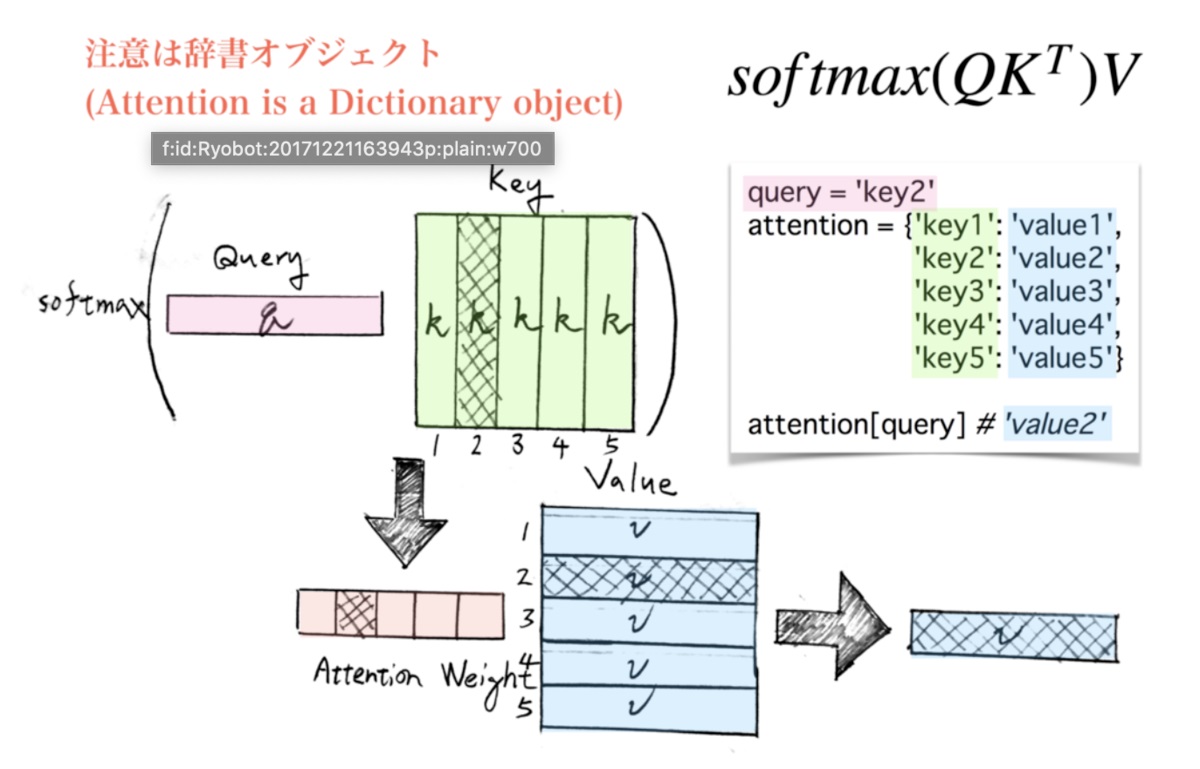 注意は辞書オブジェクト
(Attention is a Dictionary object)
softmax(QK^T)V
f:id:Ryobot:20171221163943p:plain:w700
query = 'key2'
attention = {'key1': 'value1',
'key2': 'value2',
'key3': 'value3',
'key4': 'value4',
'key5': 'value5'}
attention[query] # 'value2'
Key
Query
softmax
q
k k k k k
1 2 3 4 5
Value
1 v
2 v
3 v
4 v
5 v
Attention Weight
v